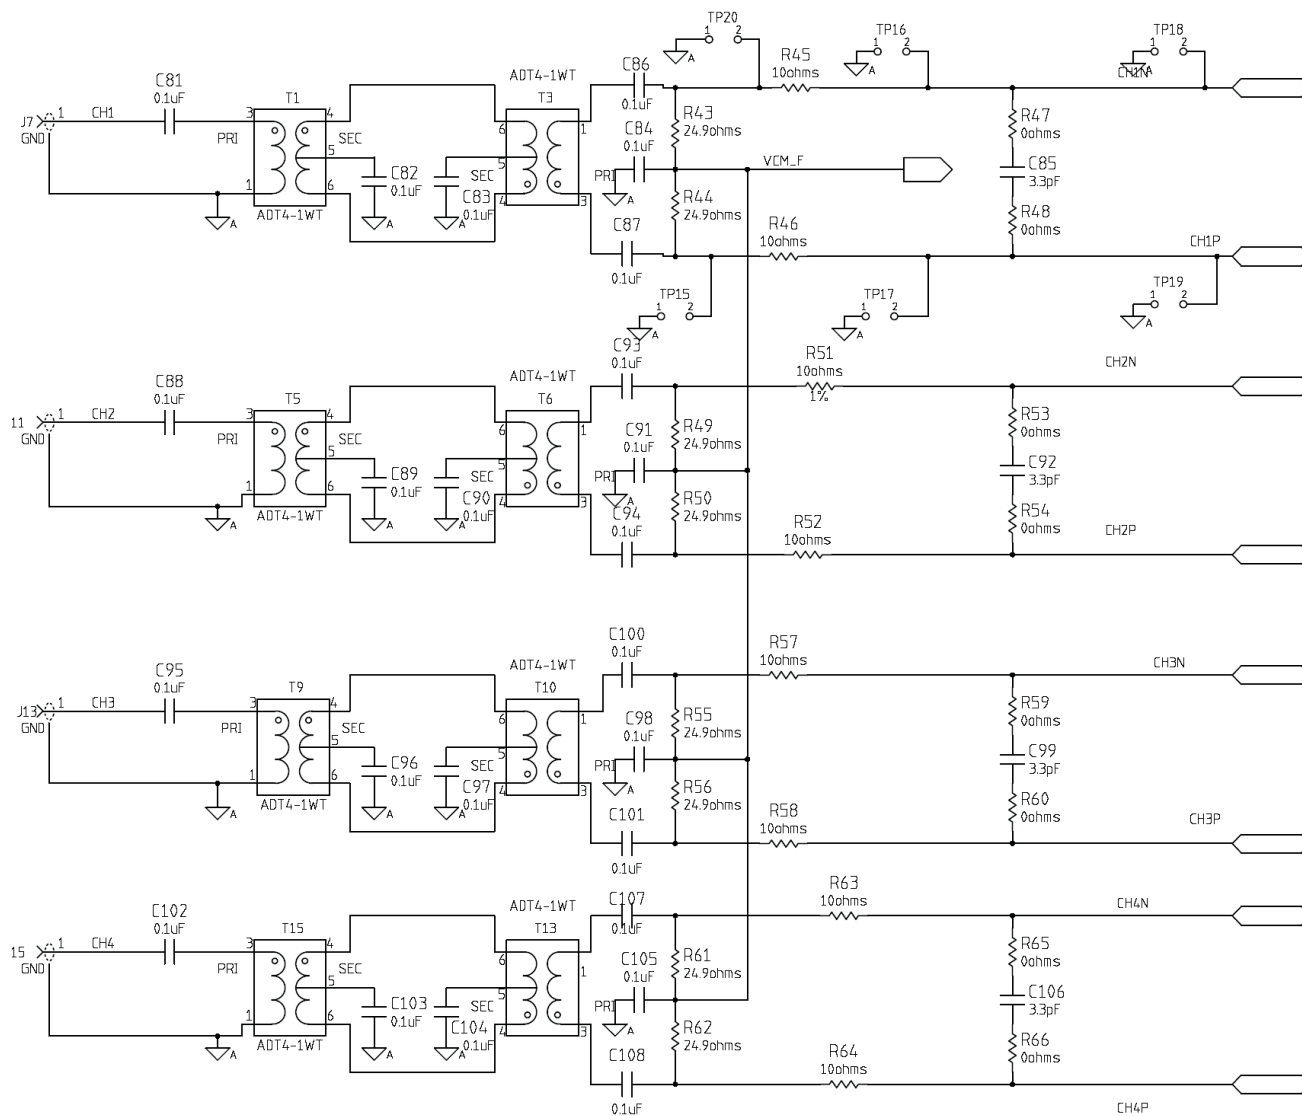 TP20
1 2
A
TP16
1 2
A
TP18
1 2
A
CH1N
R45
10ohms
ADT4-1WT
C86
0.1uF
C81
0.1uF
T1
T3
J7
1
CH1
GND
3
PRI
4
SEC
5
6
1
A
ADT4-1WT
C82
0.1uF
A
C83
0.1uF
A
SEC
6
5
4
1
PRI
3
C84
0.1uF
A
R43
24.9ohms
R44
24.9ohms
VCM_F
R47
0ohms
C85
3.3pF
R48
0ohms
C87
0.1uF
R46
10ohms
CH1P
TP15
1 2
A
TP17
1 2
A
TP19
1 2
A
C93
0.1uF
R51
10ohms
1%
CH2N
ADT4-1WT
C88
0.1uF
T5
T6
11
1
CH2
GND
3
PRI
4
SEC
5
6
1
A
ADT4-1WT
C89
0.1uF
A
C90
0.1uF
A
SEC
6
5
4
1
PRI
3
C91
0.1uF
A
R49
24.9ohms
R50
24.9ohms
R53
0ohms
C92
3.3pF
R54
0ohms
C94
0.1uF
R52
10ohms
CH2P
C100
0.1uF
R57
10ohms
CH3N
ADT4-1WT
C95
0.1uF
T9
T10
J13
1
CH3
GND
3
PRI
4
SEC
5
6
1
A
ADT4-1WT
C96
0.1uF
A
C97
0.1uF
A
SEC
6
5
4
1
PRI
3
C98
0.1uF
A
R55
24.9ohms
R56
24.9ohms
R59
0ohms
C99
3.3pF
R60
0ohms
C101
0.1uF
R58
10ohms
CH3P
R63
10ohms
CH4N
ADT4-1WT
C107
0.1uF
C102
0.1uF
T15
T13
15
1
CH4
GND
3
PRI
4
SEC
5
6
1
A
ADT4-1WT
C103
0.1uF
A
C104
0.1uF
A
SEC
6
5
4
1
PRI
3
C105
0.1uF
A
R61
24.9ohms
R62
24.9ohms
R65
0ohms
C106
3.3pF
R66
0ohms
C108
0.1uF
R64
10ohms
CH4P